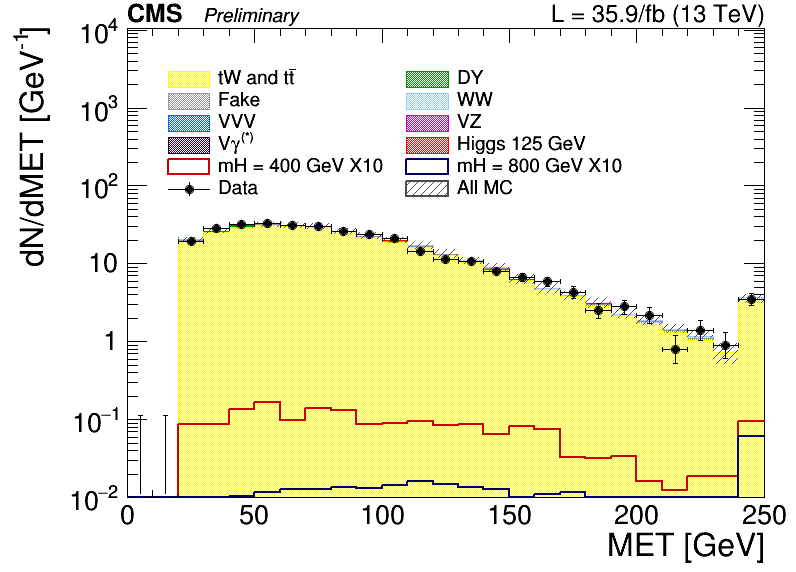 CMS Preliminary L = 35.9/fb (13 TeV)
dN/dMET [GeV⁻¹]
10⁴
10³
10²
10
1
10⁻¹
10⁻²
tW and tt̄ DY
Fake WW
VVV VZ
Vγ⁽*⁾ Higgs 125 GeV
mH = 400 GeV X10 mH = 800 GeV X10
Data All MC
0 50 100 150 200 250
MET [GeV]